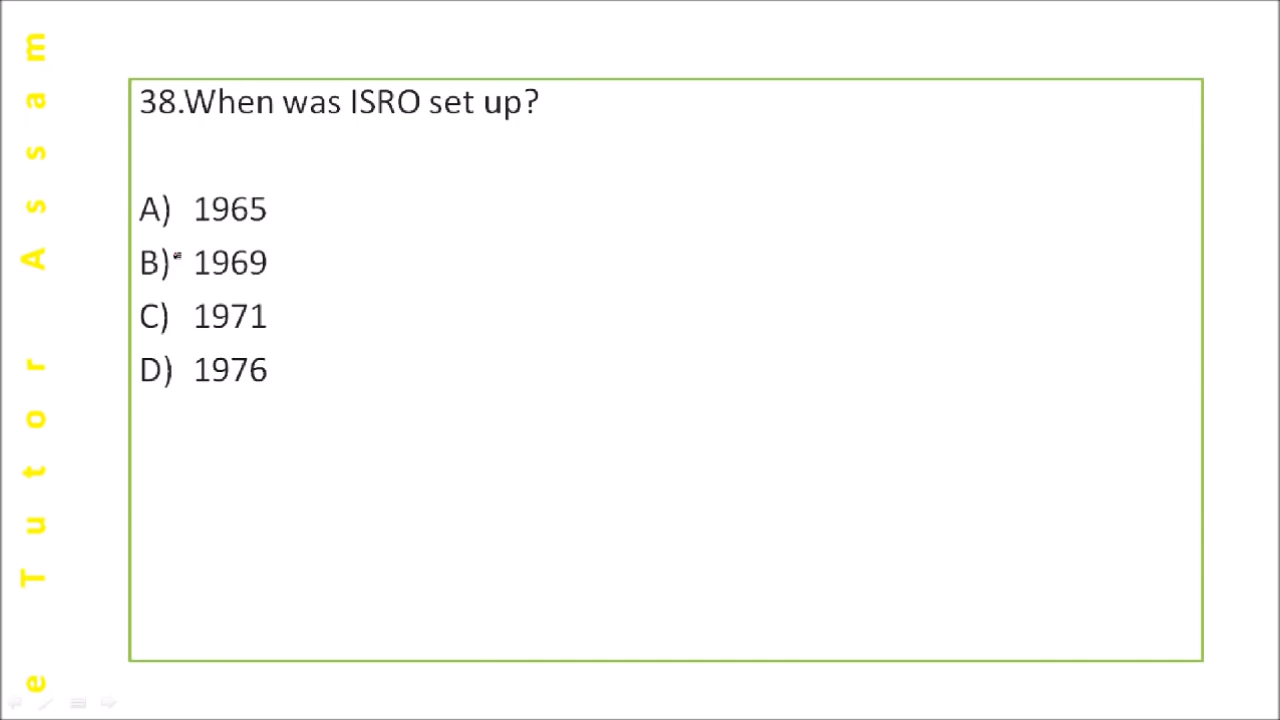 38.When was ISRO set up?
A) 1965
B) 1969
C) 1971
D) 1976
e Tutor Assam